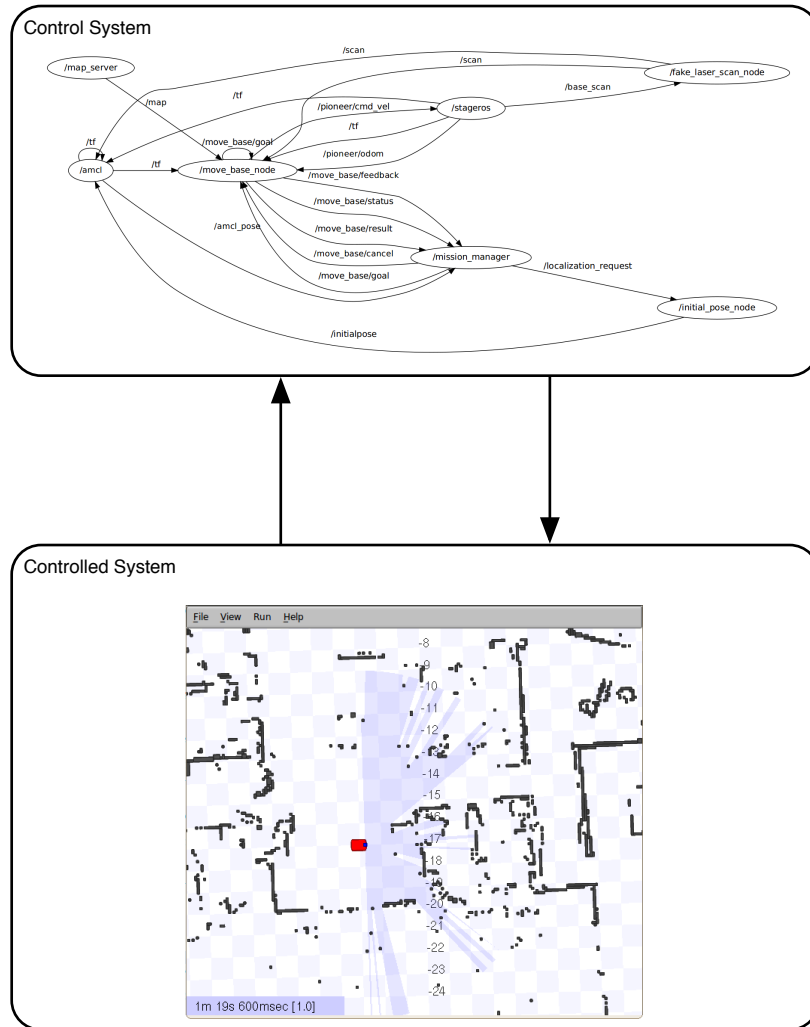 Control System
/scan
/map_server
/scan
/fake_laser_scan_node
/base_scan
/tf
/map
/pioneer/cmd_vel
/stageros
/tf
/tf
/move_base/goal
/pioneer/odom
/tf
/amcl
/move_base_node
/move_base/feedback
/move_base/status
/amcl_pose
/move_base/result
/move_base/cancel
/mission_manager
/localization_request
/move_base/goal
/initial_pose_node
/initialpose
Controlled System
File View Run Help
-8
-9
-10
-11
-12
-13
-14
-15
-16
-17
-18
-19
-20
-21
-22
-23
-24
1m 19s 600msec [1.0]